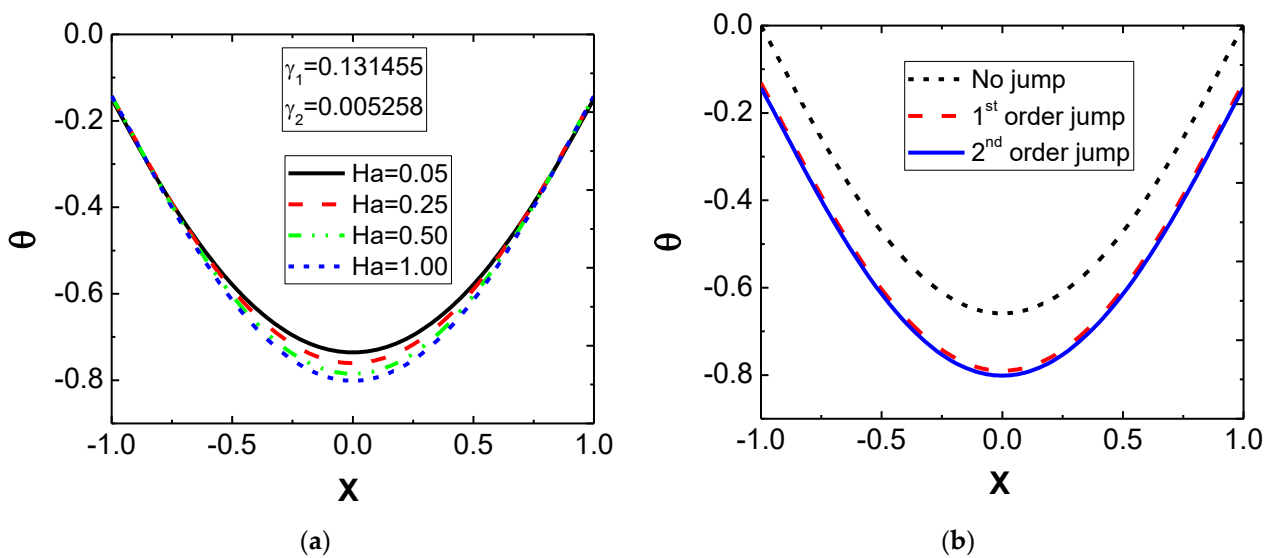 0.0
-0.2
-0.4
-0.6
-0.8
θ
γ1=0.131455
γ2=0.005258
Ha=0.05
Ha=0.25
Ha=0.50
Ha=1.00
-1.0 -0.5 0.0 0.5 1.0
X
(a)
0.0
-0.2
-0.4
-0.6
-0.8
θ
No jump
1st order jump
2nd order jump
-1.0 -0.5 0.0 0.5 1.0
X
(b)